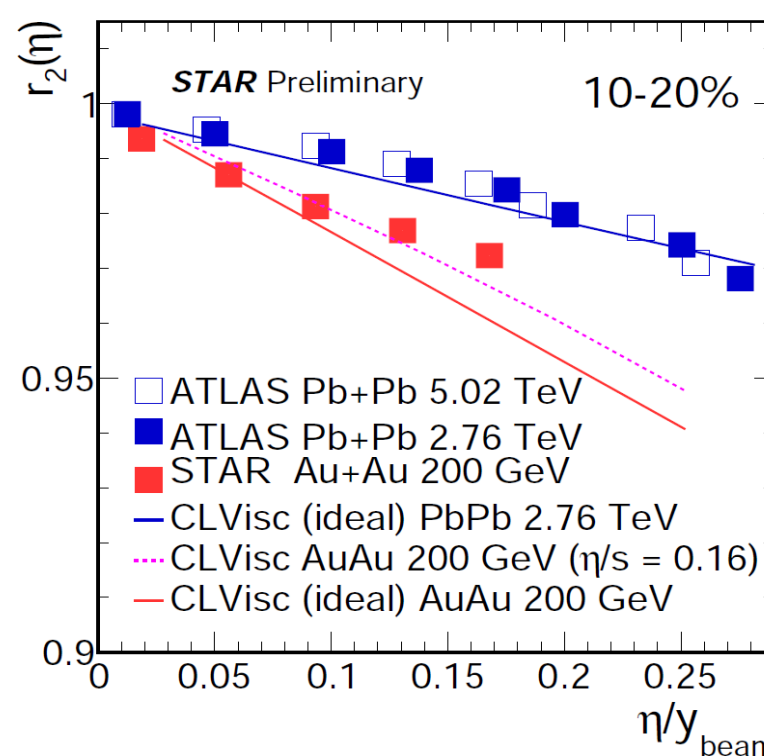 r₂(η)
STAR Preliminary
10-20%
1
0.95
0.9
ATLAS Pb+Pb 5.02 TeV
ATLAS Pb+Pb 2.76 TeV
STAR Au+Au 200 GeV
CLVisc (ideal) PbPb 2.76 TeV
CLVisc AuAu 200 GeV (η/s = 0.16)
CLVisc (ideal) AuAu 200 GeV
0 0.05 0.1 0.15 0.2 0.25
η/y_beam